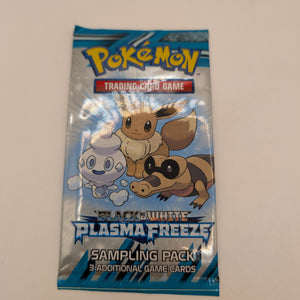 POKéMON
TRADING CARD GAME
BLACK & WHITE
PLASMA FREEZE
SAMPLING PACK
3 ADDITIONAL GAME CARDS